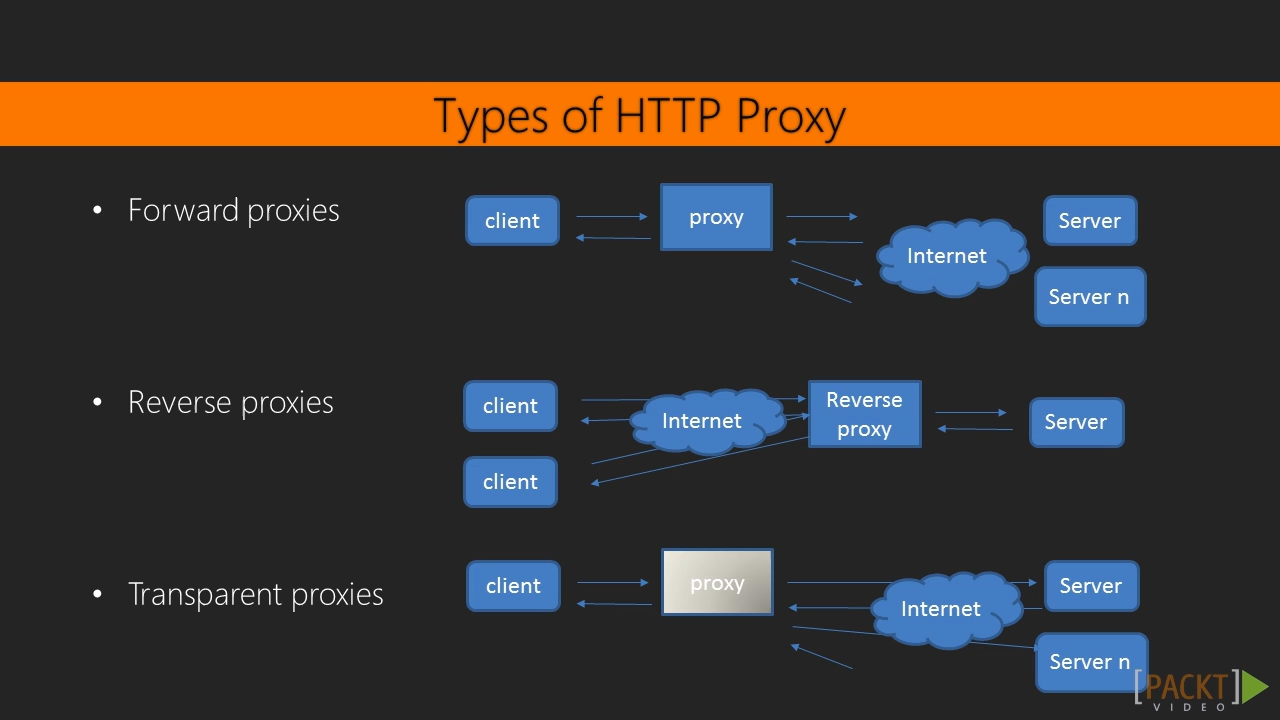 Types of HTTP Proxy
• Forward proxies
client
proxy
Internet
Server
Server n
• Reverse proxies
client
client
Internet
Reverse
proxy
Server
• Transparent proxies
client
proxy
Internet
Server
Server n
[PACKT]
VIDEO